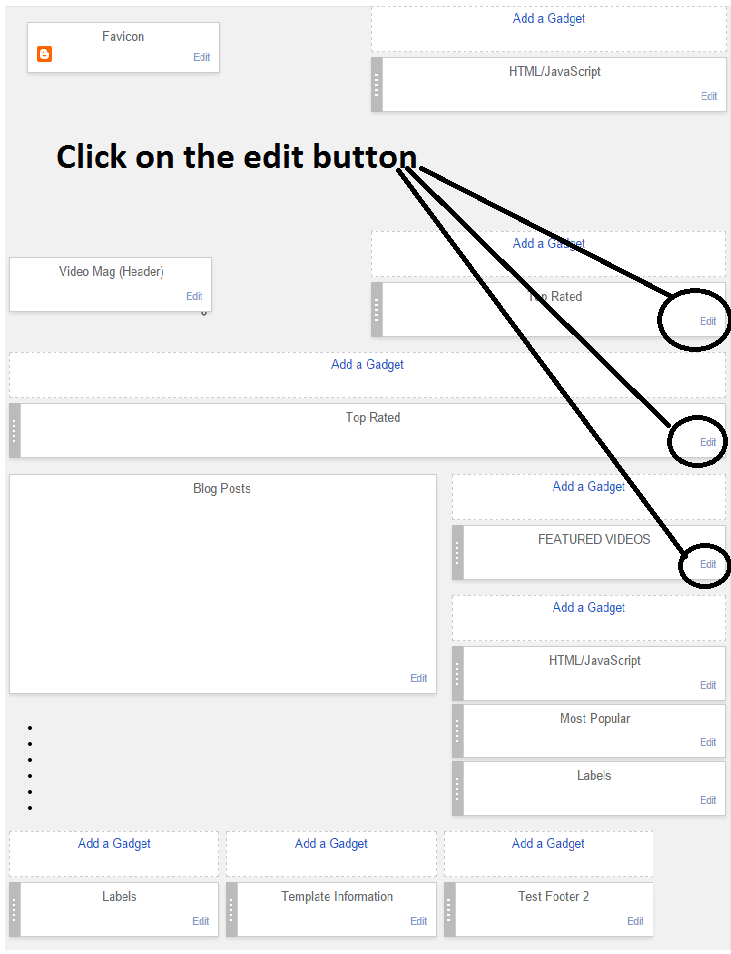 Favicon
Edit
Add a Gadget
HTML/JavaScript
Edit
Click on the edit button
Add a Gadget
Video Mag (Header)
Edit
Top Rated
Edit
Add a Gadget
Top Rated
Edit
Blog Posts
Edit
Add a Gadget
FEATURED VIDEOS
Edit
Add a Gadget
HTML/JavaScript
Edit
Most Popular
Edit
Labels
Edit
Add a Gadget
Add a Gadget
Add a Gadget
Labels
Edit
Template Information
Edit
Test Footer 2
Edit